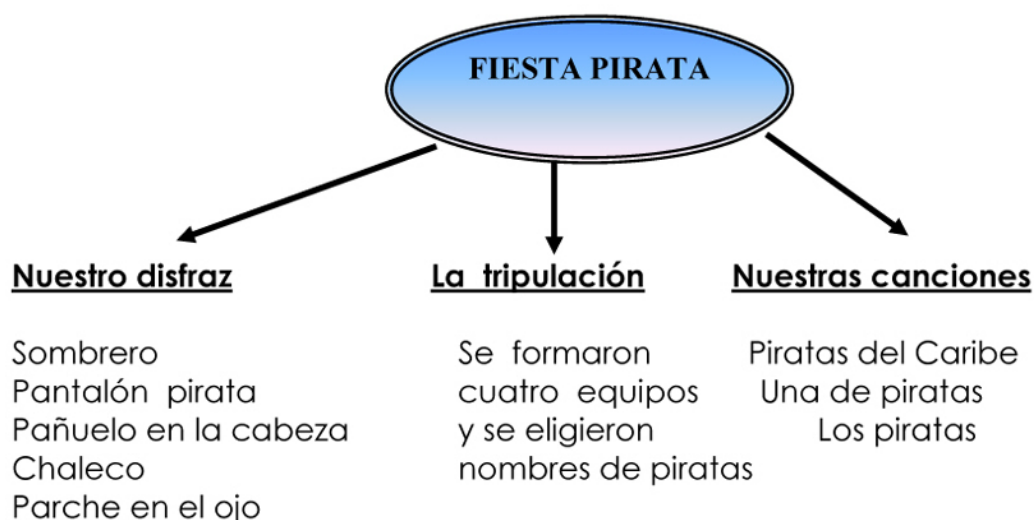 FIESTA PIRATA
Nuestro disfraz
Sombrero
Pantalón pirata
Pañuelo en la cabeza
Chaleco
Parche en el ojo
La tripulación
Se formaron
cuatro equipos
y se eligieron
nombres de piratas
Nuestras canciones
Piratas del Caribe
Una de piratas
Los piratas